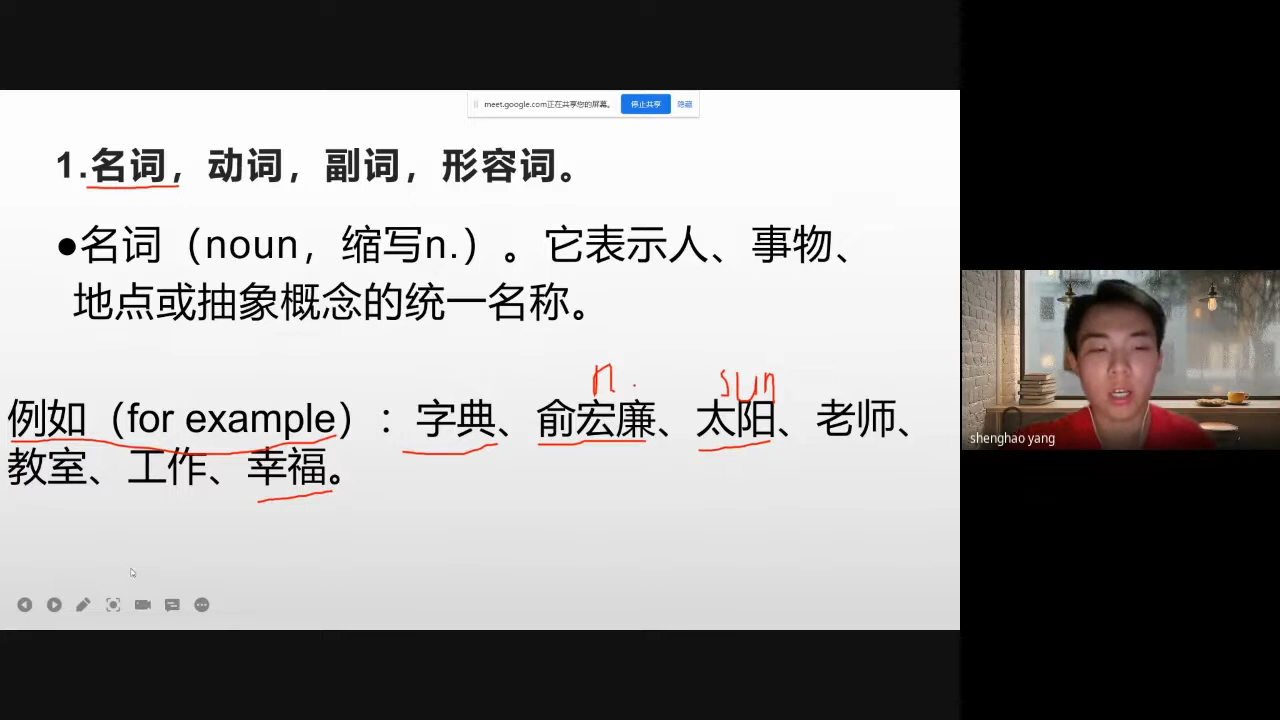 meet.google.com正在共享您的屏幕。 停止共享 隐藏
1.名词，动词，副词，形容词。
●名词（noun，缩写n.）。它表示人、事物、
地点或抽象概念的统一名称。
n. sun
例如（for example）：字典、俞宏廉、太阳、老师、
教室、工作、幸福。
shenghao yang